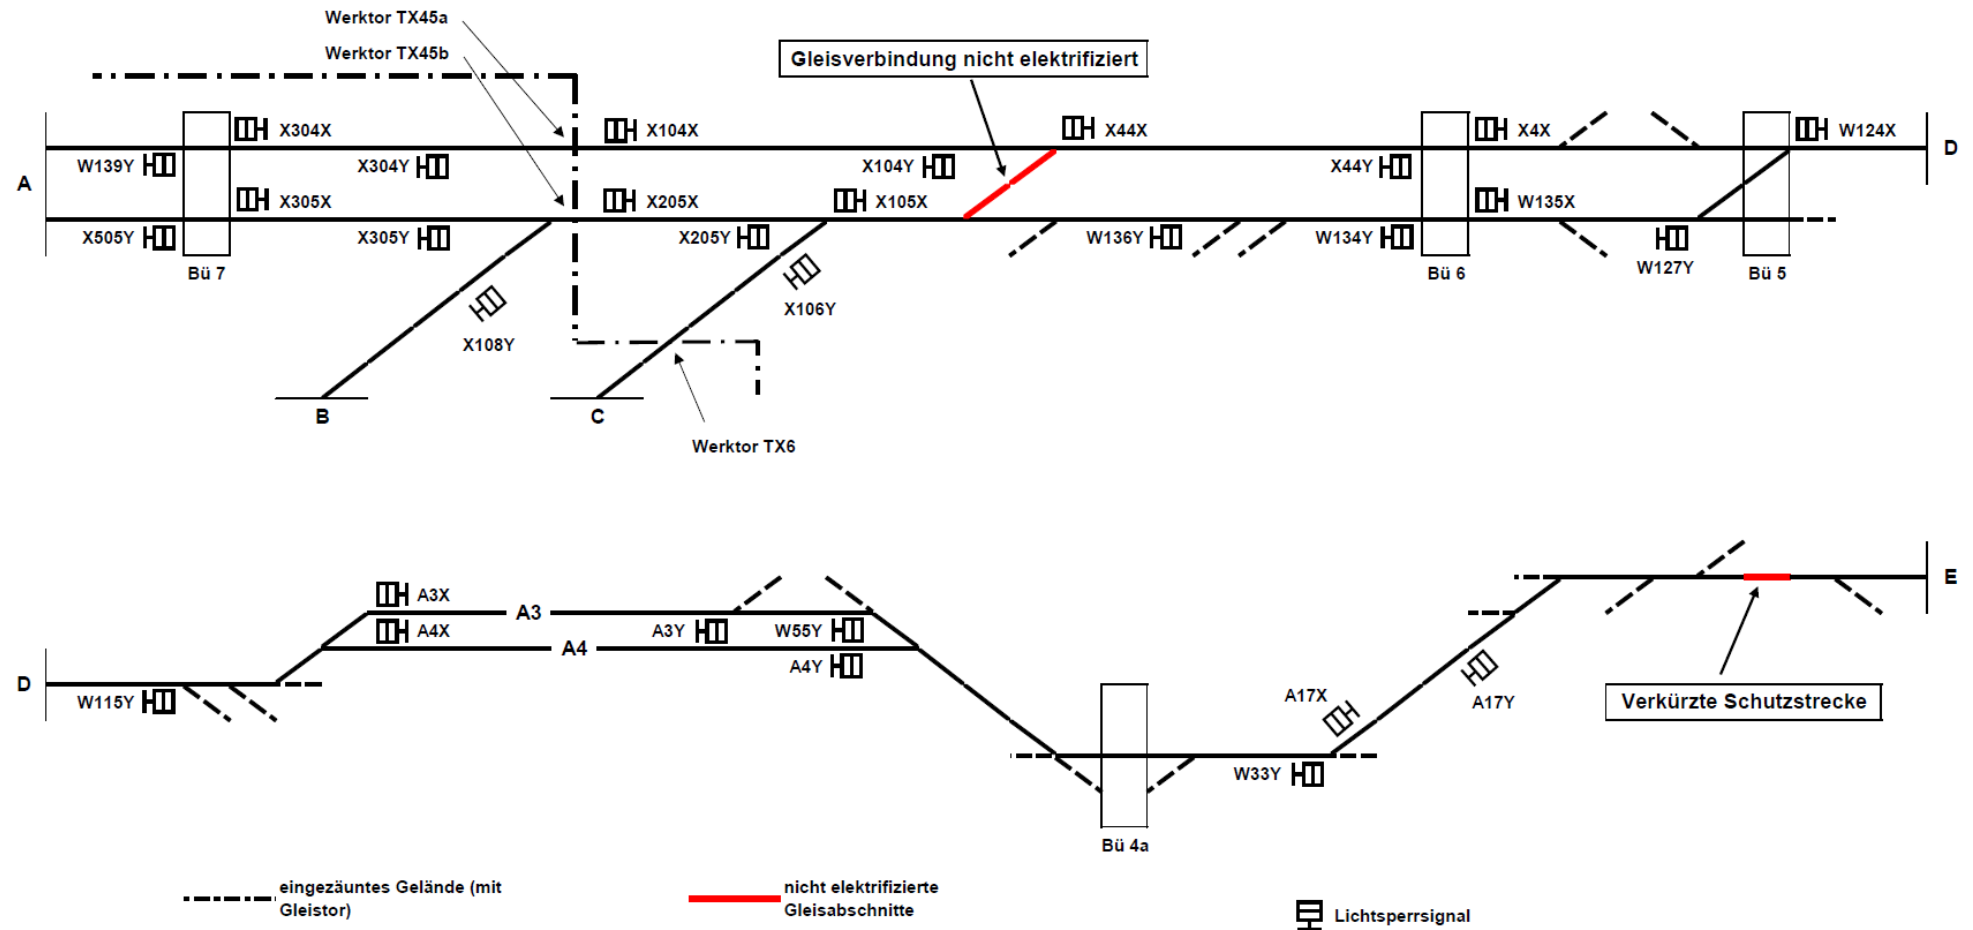 Werktor TX45a
Werktor TX45b
Gleisverbindung nicht elektrifiziert
X304X
X104X
X44X
X4X
W124X
W139Y
X304Y
X104Y
X44Y
D
A
X305X
X205X
X105X
W135X
X505Y
X305Y
X205Y
W136Y
W134Y
W127Y
Bü 7
Bü 6
Bü 5
X106Y
X108Y
B
C
Werktor TX6
E
A3X
A3
A4X
A3Y
W55Y
A4
A4Y
D
W115Y
A17X
A17Y
Verkürzte Schutzstrecke
W33Y
Bü 4a
eingezäuntes Gelände (mit
Gleistor)
nicht elektrifizierte
Gleisabschnitte
Lichtsperrsignal